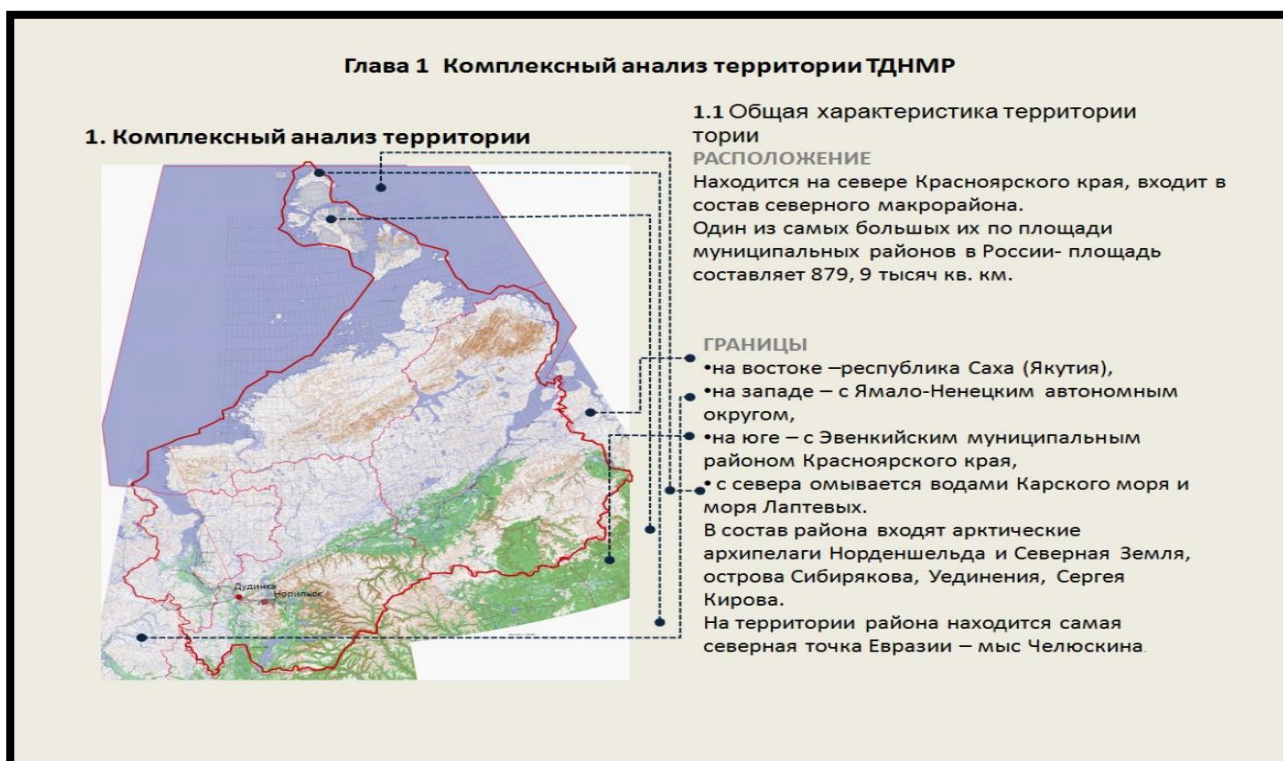 Глава 1 Комплексный анализ территории ТДНМР
1. Комплексный анализ территории
Дудинка
Норильск
1.1 Общая характеристика территории
тории
РАСПОЛОЖЕНИЕ
Находится на севере Красноярского края, входит в
состав северного макрорайона.
Один из самых большых их по площади
муниципальных районов в России- площадь
составляет 879, 9 тысяч кв. км.
ГРАНИЦЫ
•на востоке –республика Саха (Якутия),
•на западе – с Ямало-Ненецким автономным
округом,
•на юге – с Эвенкийским муниципальным
районом Красноярского края,
• с севера омывается водами Карского моря и
моря Лаптевых.
В состав района входят арктические
архипелаги Норденшельда и Северная Земля,
острова Сибирякова, Уединения, Сергея
Кирова.
На территории района находится самая
северная точка Евразии – мыс Челюскина.